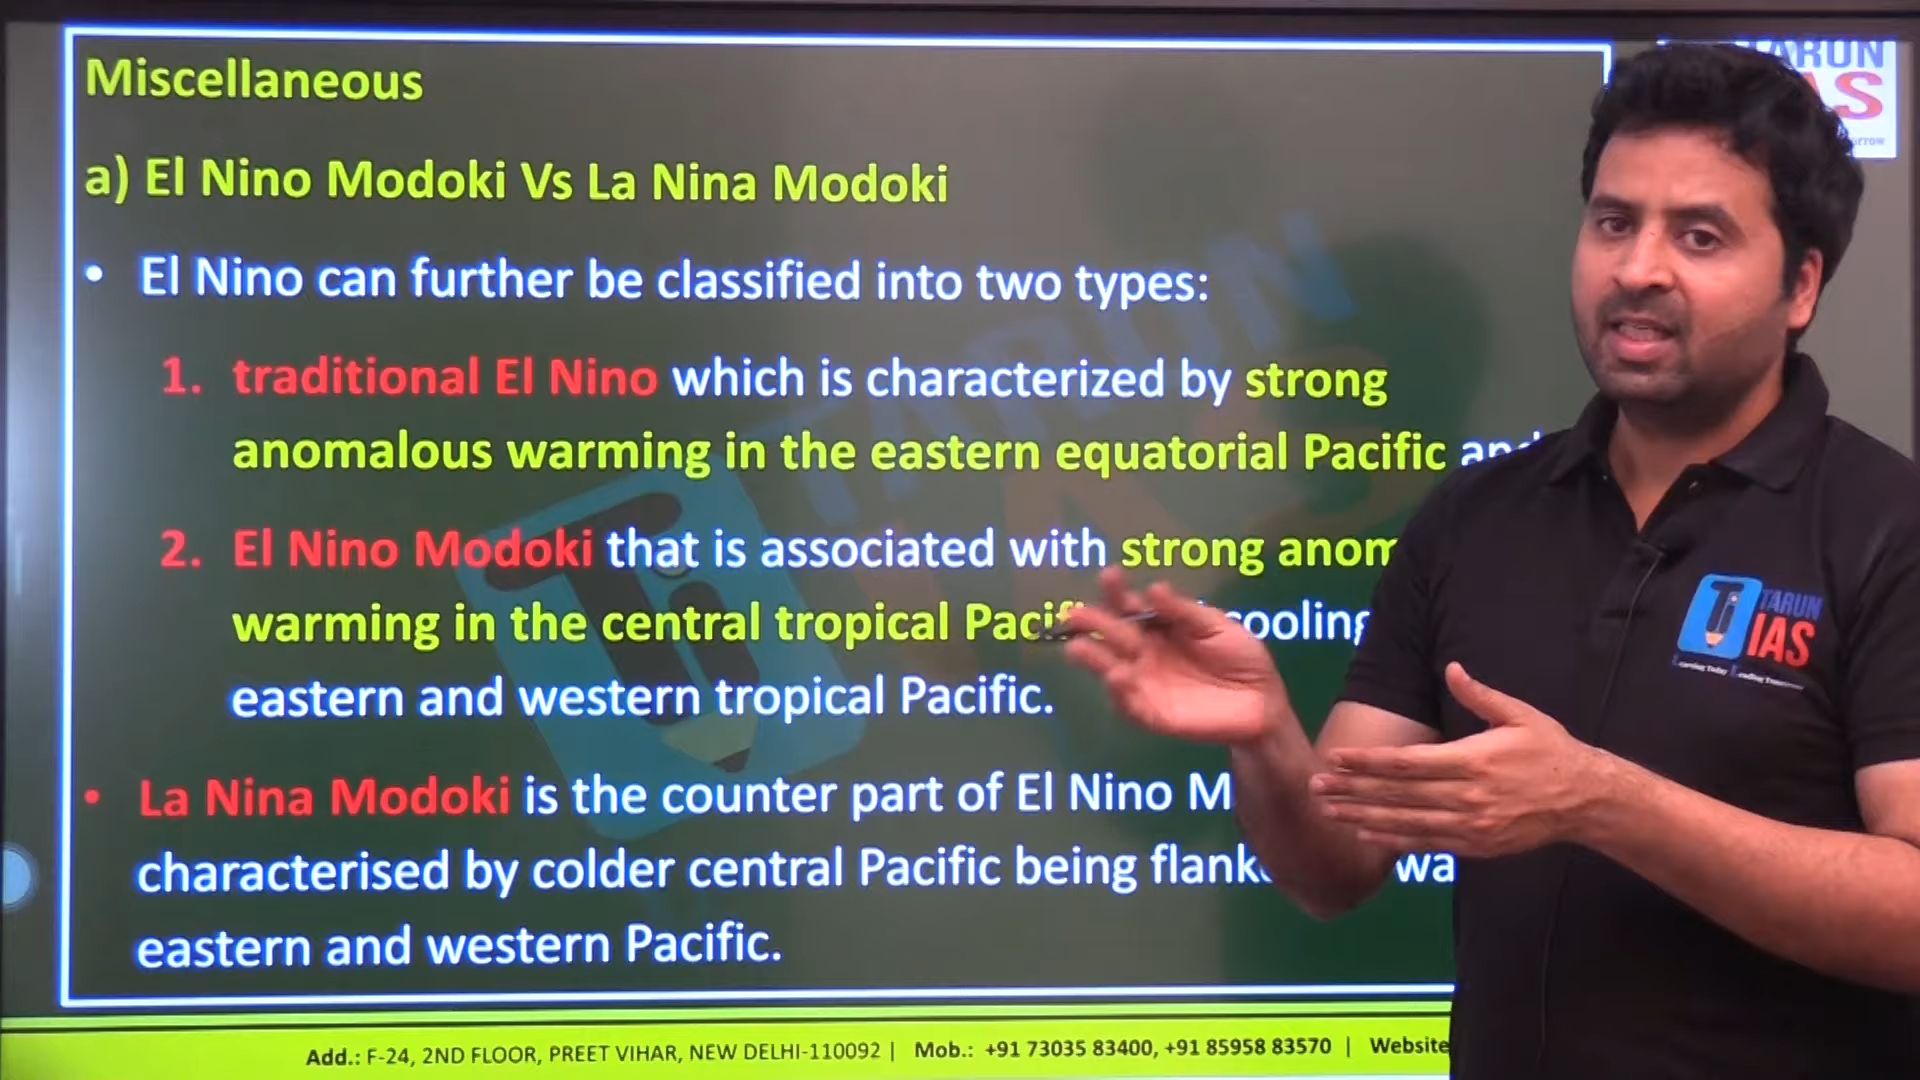 Miscellaneous
a) El Nino Modoki Vs La Nina Modoki
• El Nino can further be classified into two types:
1. traditional El Nino which is characterized by strong
anomalous warming in the eastern equatorial Pacific
2. El Nino Modoki that is associated with strong
warming in the central tropical cooling
eastern and western tropical Pacific.
• La Nina Modoki is the counter part of El Nino
characterised by colder central Pacific being
eastern and western Pacific.
Add.: F-24, 2ND FLOOR, PREET VIHAR, NEW DELHI-110092 | Mob.: +91 73035 83400, +91 85958 83570 | Website
TARUN
IAS
TARUN
IAS